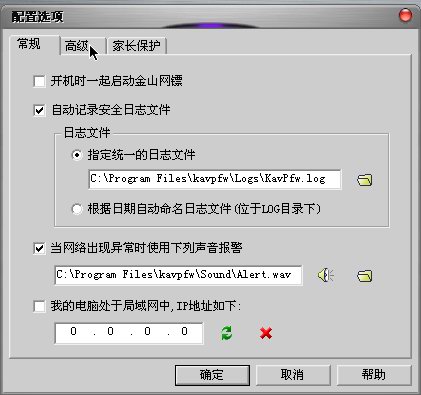 配置选项
常规 高级 家长保护
开机时一起启动金山网镖
自动记录安全日志文件
日志文件
指定统一的日志文件
C:\Program Files\kavpfw\Logs\KavPfw.log
根据日期自动命名日志文件(位于LOG目录下)
当网络出现异常时使用下列声音报警
C:\Program Files\kavpfw\Sound\Alert.wav
我的电脑处于局域网中,IP地址如下:
0 . 0 . 0 . 0
确定 取消 帮助